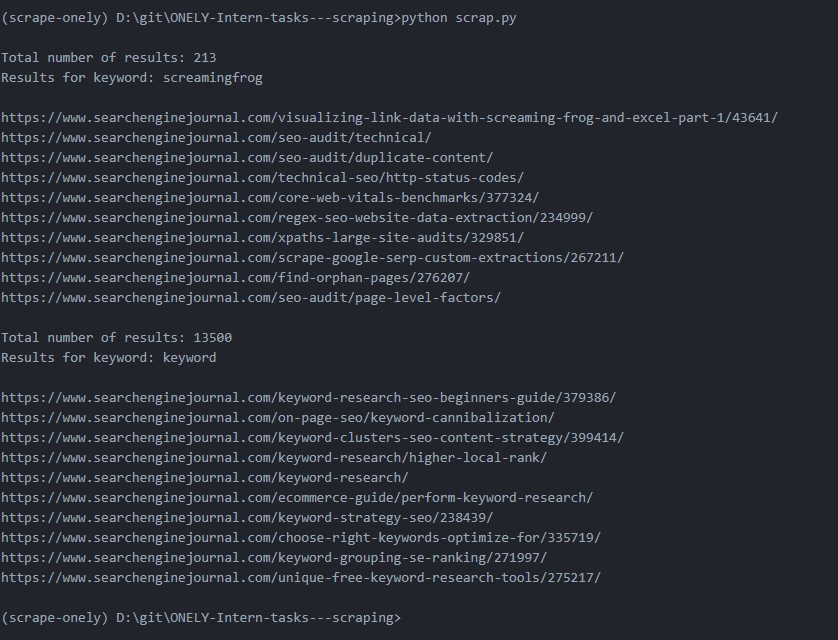 (scrape-onely) D:\git\ONELY-Intern-tasks---scraping>python scrap.py
Total number of results: 213
Results for keyword: screamingfrog
https://www.searchenginejournal.com/visualizing-link-data-with-screaming-frog-and-excel-part-1/43641/
https://www.searchenginejournal.com/seo-audit/technical/
https://www.searchenginejournal.com/seo-audit/duplicate-content/
https://www.searchenginejournal.com/technical-seo/http-status-codes/
https://www.searchenginejournal.com/core-web-vitals-benchmarks/377324/
https://www.searchenginejournal.com/regex-seo-website-data-extraction/234999/
https://www.searchenginejournal.com/xpaths-large-site-audits/329851/
https://www.searchenginejournal.com/scrape-google-serp-custom-extractions/267211/
https://www.searchenginejournal.com/find-orphan-pages/276207/
https://www.searchenginejournal.com/seo-audit/page-level-factors/
Total number of results: 13500
Results for keyword: keyword
https://www.searchenginejournal.com/keyword-research-seo-beginners-guide/379386/
https://www.searchenginejournal.com/on-page-seo/keyword-cannibalization/
https://www.searchenginejournal.com/keyword-clusters-seo-content-strategy/399414/
https://www.searchenginejournal.com/keyword-research/higher-local-rank/
https://www.searchenginejournal.com/keyword-research/
https://www.searchenginejournal.com/ecommerce-guide/perform-keyword-research/
https://www.searchenginejournal.com/keyword-strategy-seo/238439/
https://www.searchenginejournal.com/choose-right-keywords-optimize-for/335719/
https://www.searchenginejournal.com/keyword-grouping-se-ranking/271997/
https://www.searchenginejournal.com/unique-free-keyword-research-tools/275217/
(scrape-onely) D:\git\ONELY-Intern-tasks---scraping>